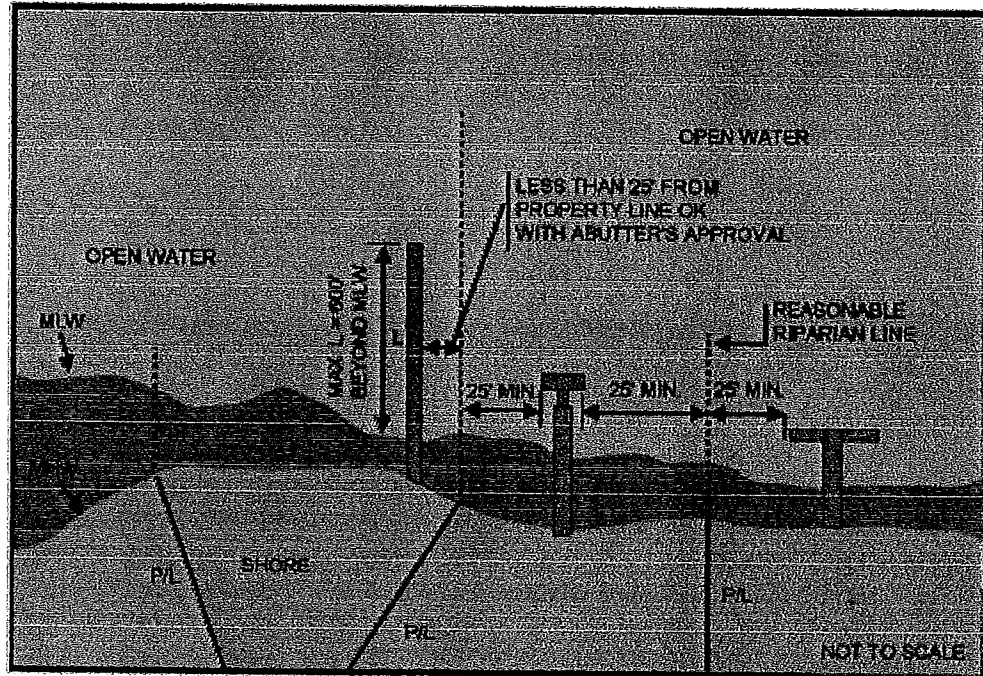 OPEN WATER
LESS THAN 25' FROM
PROPERTY LINE OK
WITH ABUTTER'S APPROVAL
OPEN WATER
MAX L = 600'
BEYOND MLW
L
MLW
REASONABLE
RIPARIAN LINE
25' MIN.
25' MIN.
25' MIN.
MHW
P/L
SHORE
P/L
P/L
NOT TO SCALE